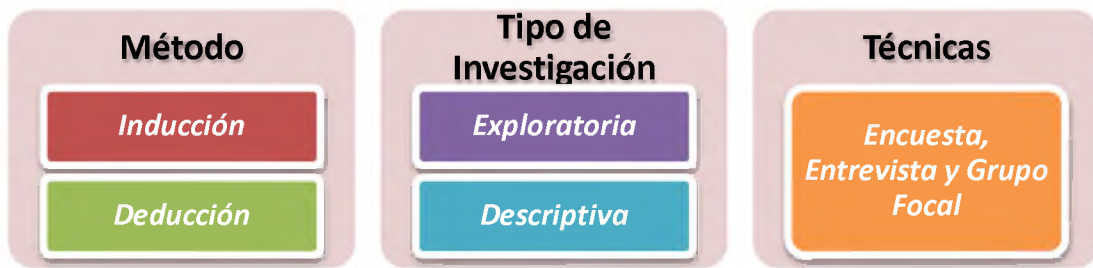 Método
Inducción
Deducción
Tipo de
Investigación
Exploratoria
Descriptiva
Técnicas
Encuesta,
Entrevista y Grupo
Focal